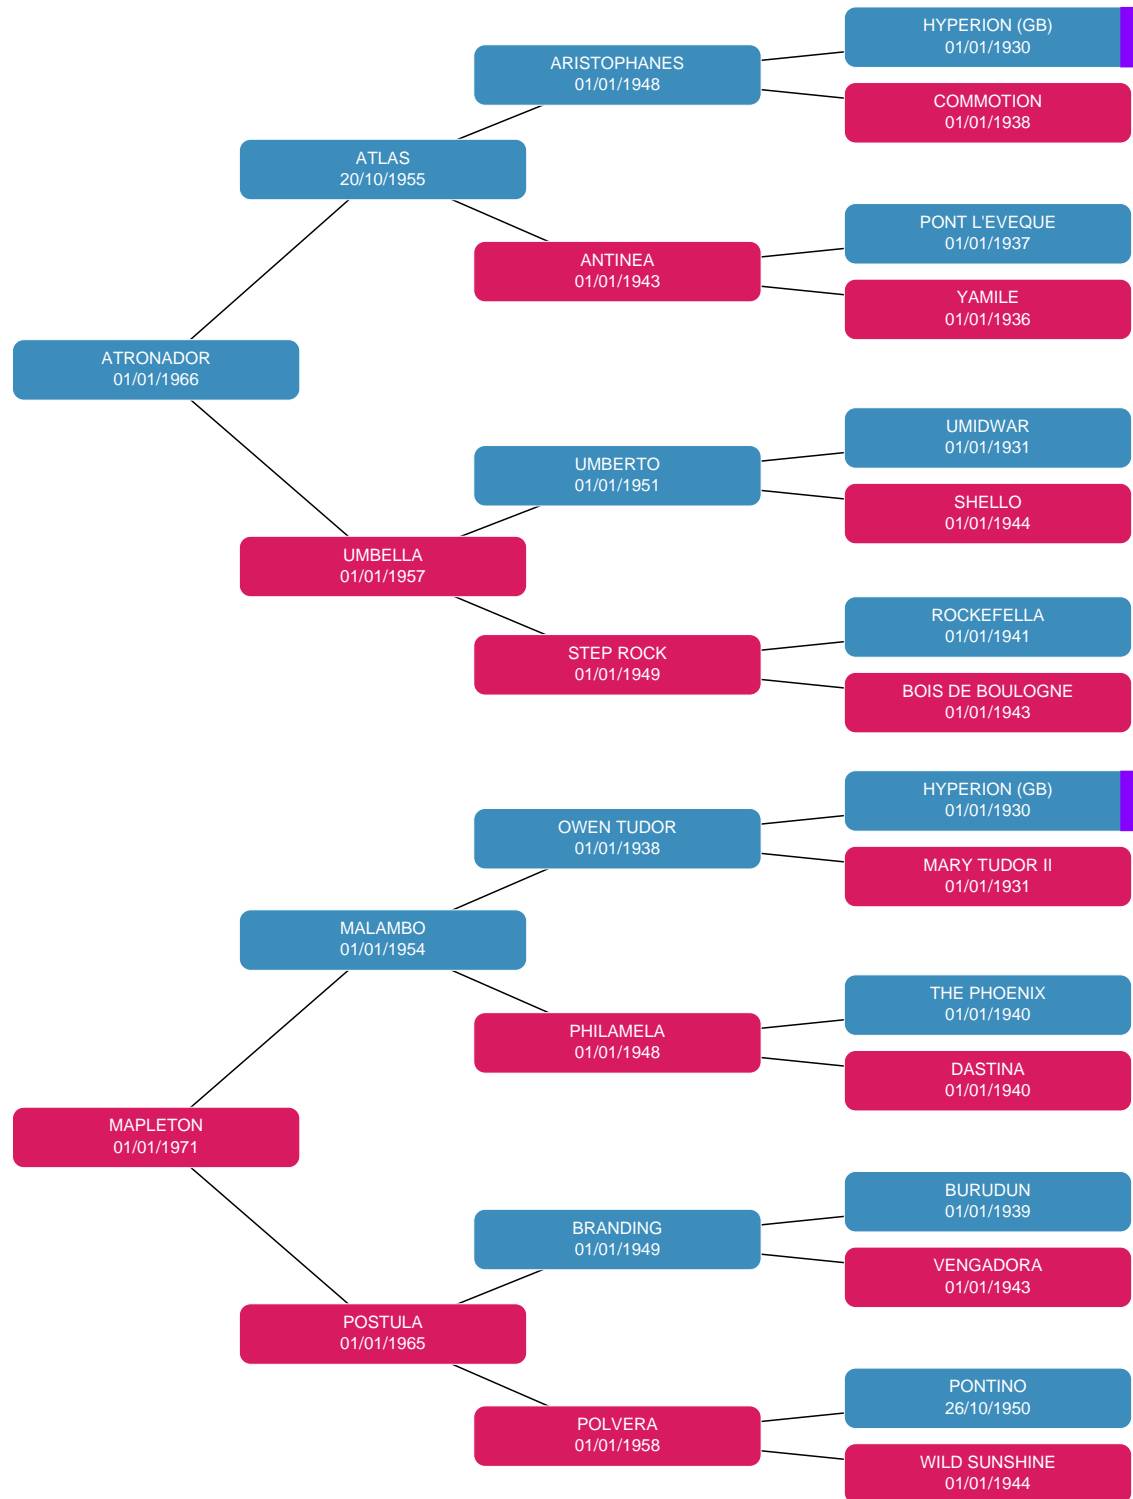 HYPERION (GB)
01/01/1930
ARISTOPHANES
01/01/1948
COMMOTION
01/01/1938
ATLAS
20/10/1955
PONT L'EVEQUE
01/01/1937
ANTINEA
01/01/1943
YAMILE
01/01/1936
ATRONADOR
01/01/1966
UMIDWAR
01/01/1931
UMBERTO
01/01/1951
SHELLO
01/01/1944
UMBELLA
01/01/1957
ROCKEFELLA
01/01/1941
STEP ROCK
01/01/1949
BOIS DE BOULOGNE
01/01/1943
HYPERION (GB)
01/01/1930
OWEN TUDOR
01/01/1938
MARY TUDOR II
01/01/1931
MALAMBO
01/01/1954
THE PHOENIX
01/01/1940
PHILAMELA
01/01/1948
DASTINA
01/01/1940
MAPLETON
01/01/1971
BURUDUN
01/01/1939
BRANDING
01/01/1949
VENGADORA
01/01/1943
POSTULA
01/01/1965
PONTINO
26/10/1950
POLVERA
01/01/1958
WILD SUNSHINE
01/01/1944